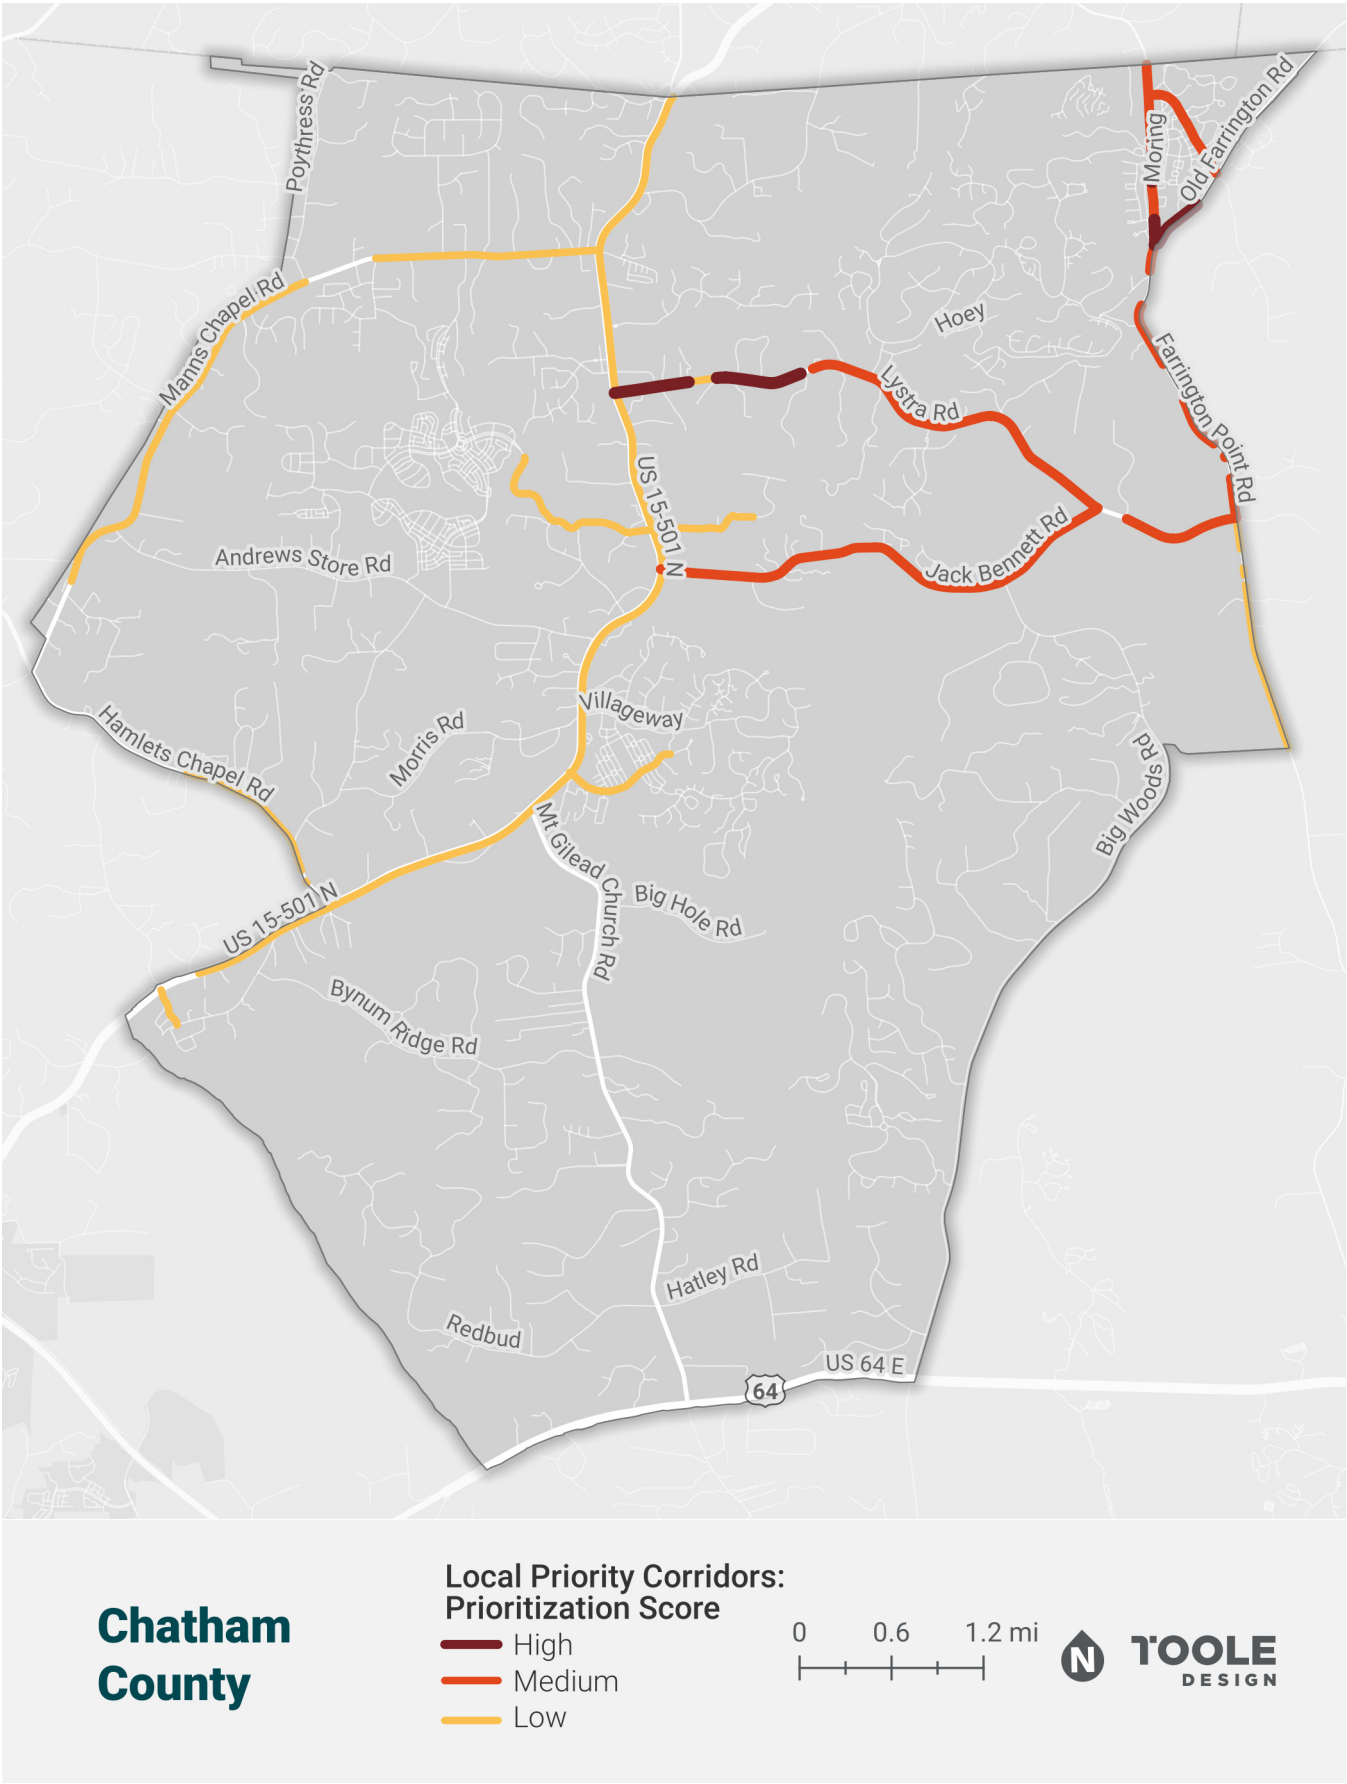 Poythress Rd
Moring
Old Farrington Rd
Manns Chapel Rd
Hoey
Farrington Point Rd
Lystra Rd
US 15-501 N
Andrews Store Rd
Jack Bennett Rd
Villageway
Hamlets Chapel Rd
Morris Rd
Big Woods Rd
Mt Gilead Church Rd
Big Hole Rd
US 15-501 N
Bynum Ridge Rd
Hatley Rd
Redbud
US 64 E
64
Chatham
County
Local Priority Corridors:
Prioritization Score
High
Medium
Low
0 0.6 1.2 mi
N
TOOLE
DESIGN